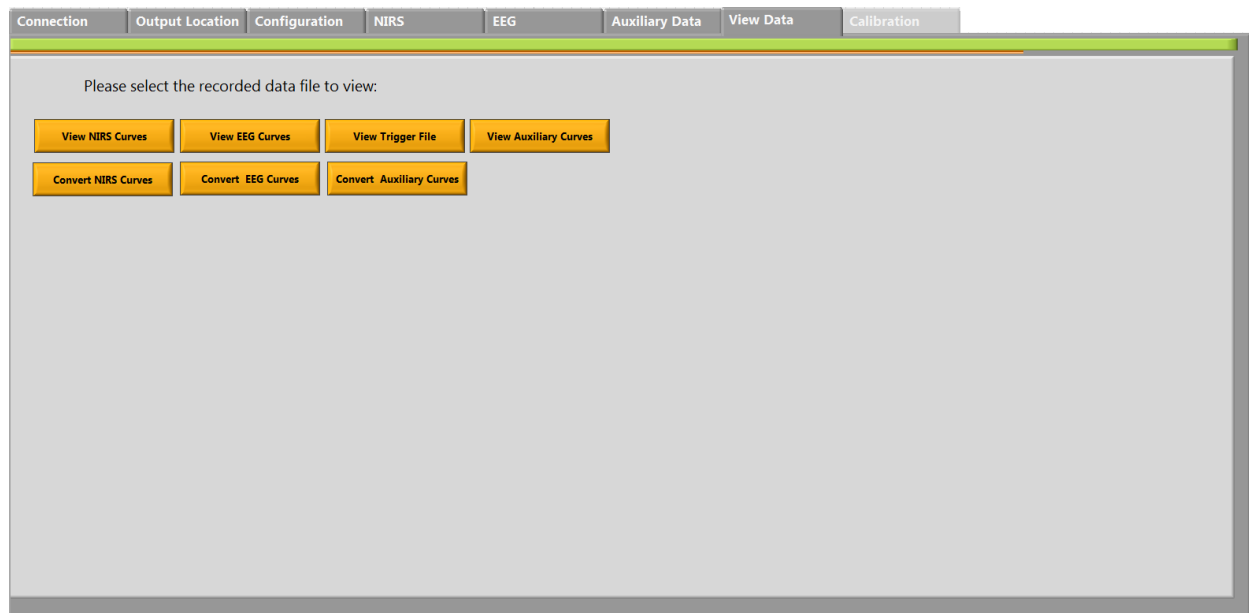 Connection Output Location Configuration NIRS EEG Auxiliary Data View Data Calibration
Please select the recorded data file to view:
View NIRS Curves View EEG Curves View Trigger File View Auxiliary Curves
Convert NIRS Curves Convert EEG Curves Convert Auxiliary Curves